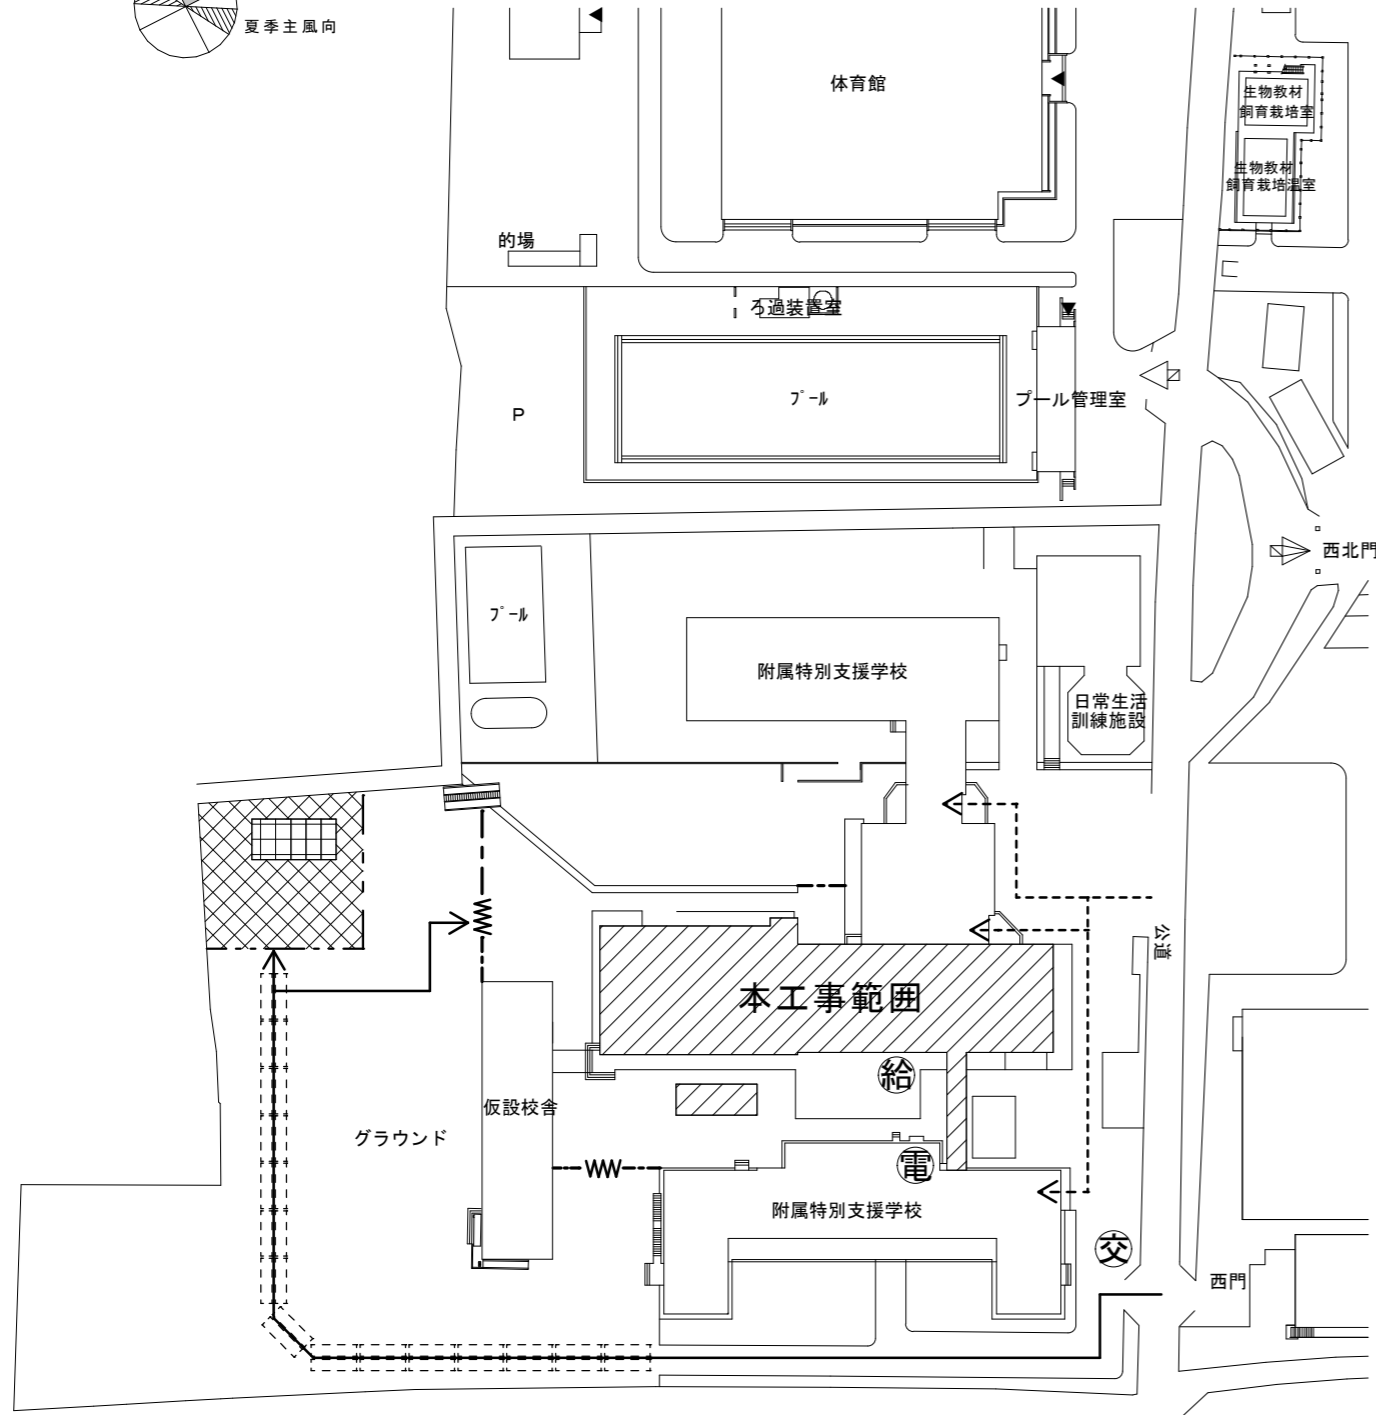 夏季主風向
体育館
生物教材
飼育栽培室
生物教材
飼育栽培温室
的場
ろ過装置室
プール
プール管理室
P
西北門
プール
附属特別支援学校
日常生活
訓練施設
公道
本工事範囲
給
仮設校舎
グラウンド
電
附属特別支援学校
交
西門